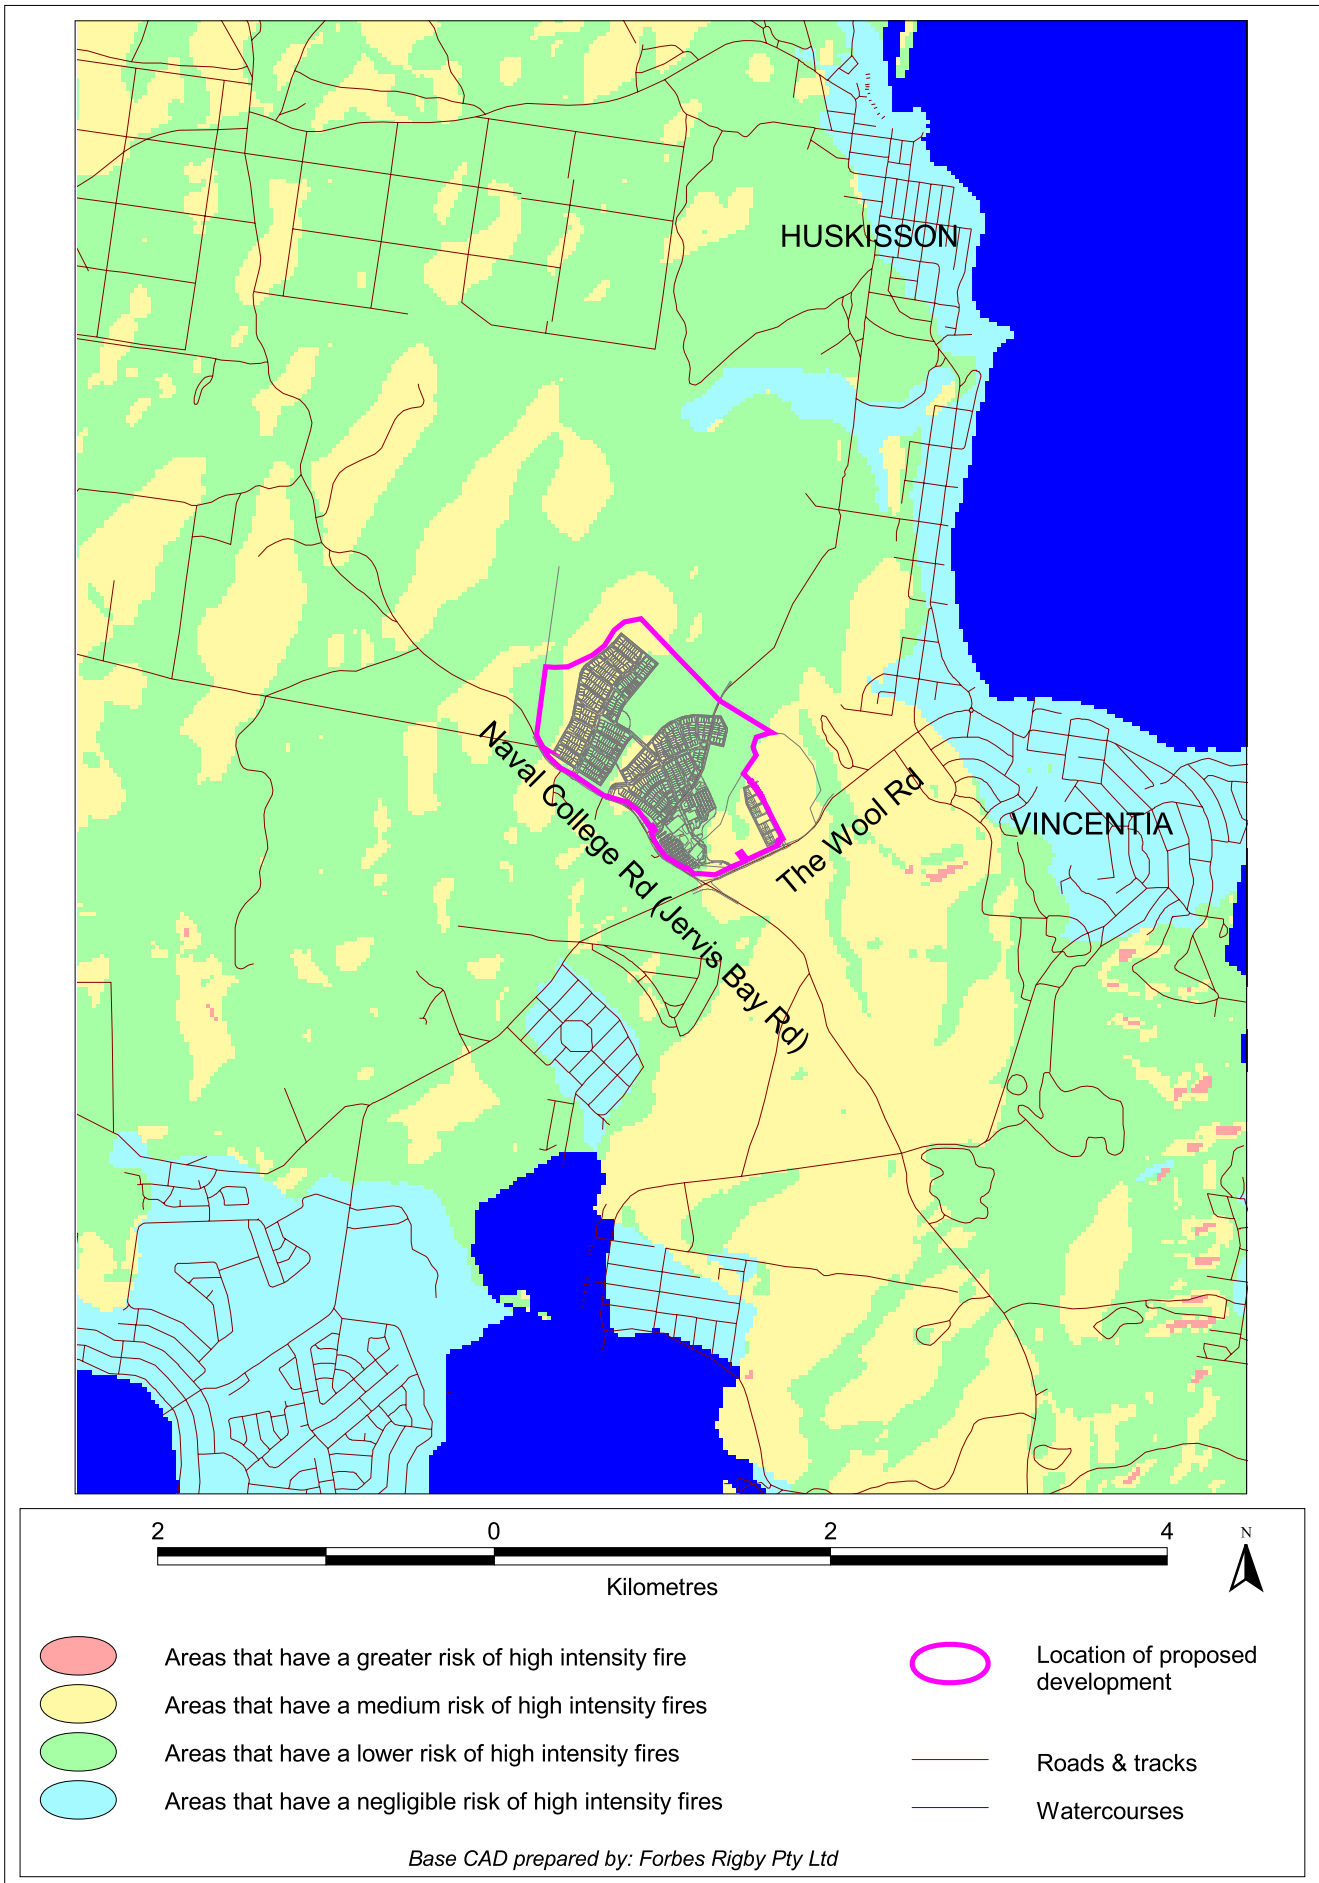 HUSKISSON
Naval College Rd (Jervis Bay Rd)
The Wool Rd
VINCENTIA
2 0 2 4
Kilometres
N
Areas that have a greater risk of high intensity fire
Areas that have a medium risk of high intensity fires
Areas that have a lower risk of high intensity fires
Areas that have a negligible risk of high intensity fires
Location of proposed
development
Roads & tracks
Watercourses
Base CAD prepared by: Forbes Rigby Pty Ltd